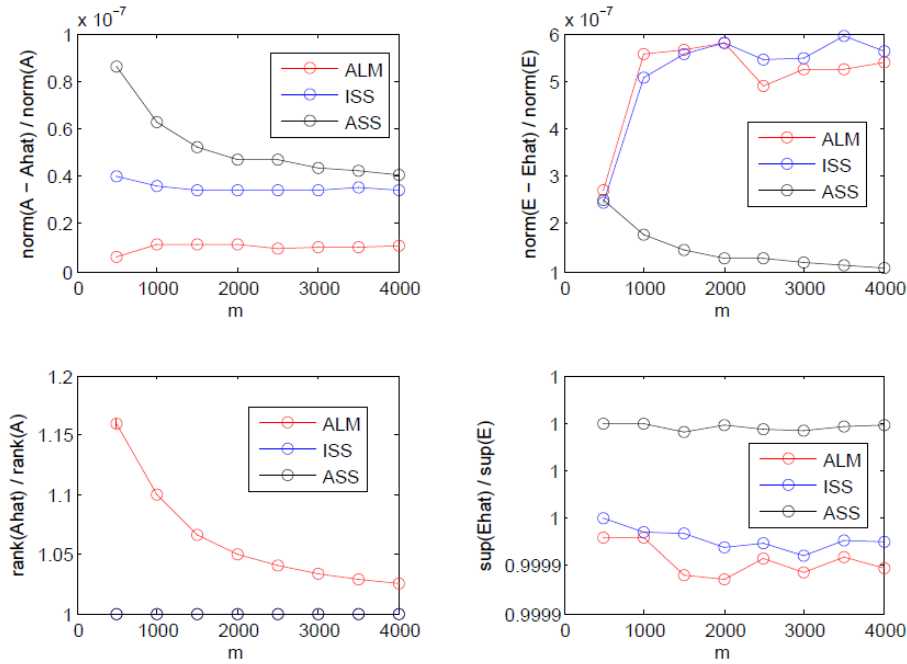 x 10⁻⁷
1
0.8
0.6
0.4
0.2
0
norm(A − Ahat) / norm(A)
ALM
ISS
ASS
0 1000 2000 3000 4000
m
x 10⁻⁷
6
5
4
3
2
1
norm(E − Ehat) / norm(E)
ALM
ISS
ASS
0 1000 2000 3000 4000
m
1.2
1.15
1.1
1.05
1
rank(Ahat) / rank(A)
ALM
ISS
ASS
0 1000 2000 3000 4000
m
1
1
1
1
0.9999
0.9999
sup(Ehat) / sup(E)
ALM
ISS
ASS
0 1000 2000 3000 4000
m